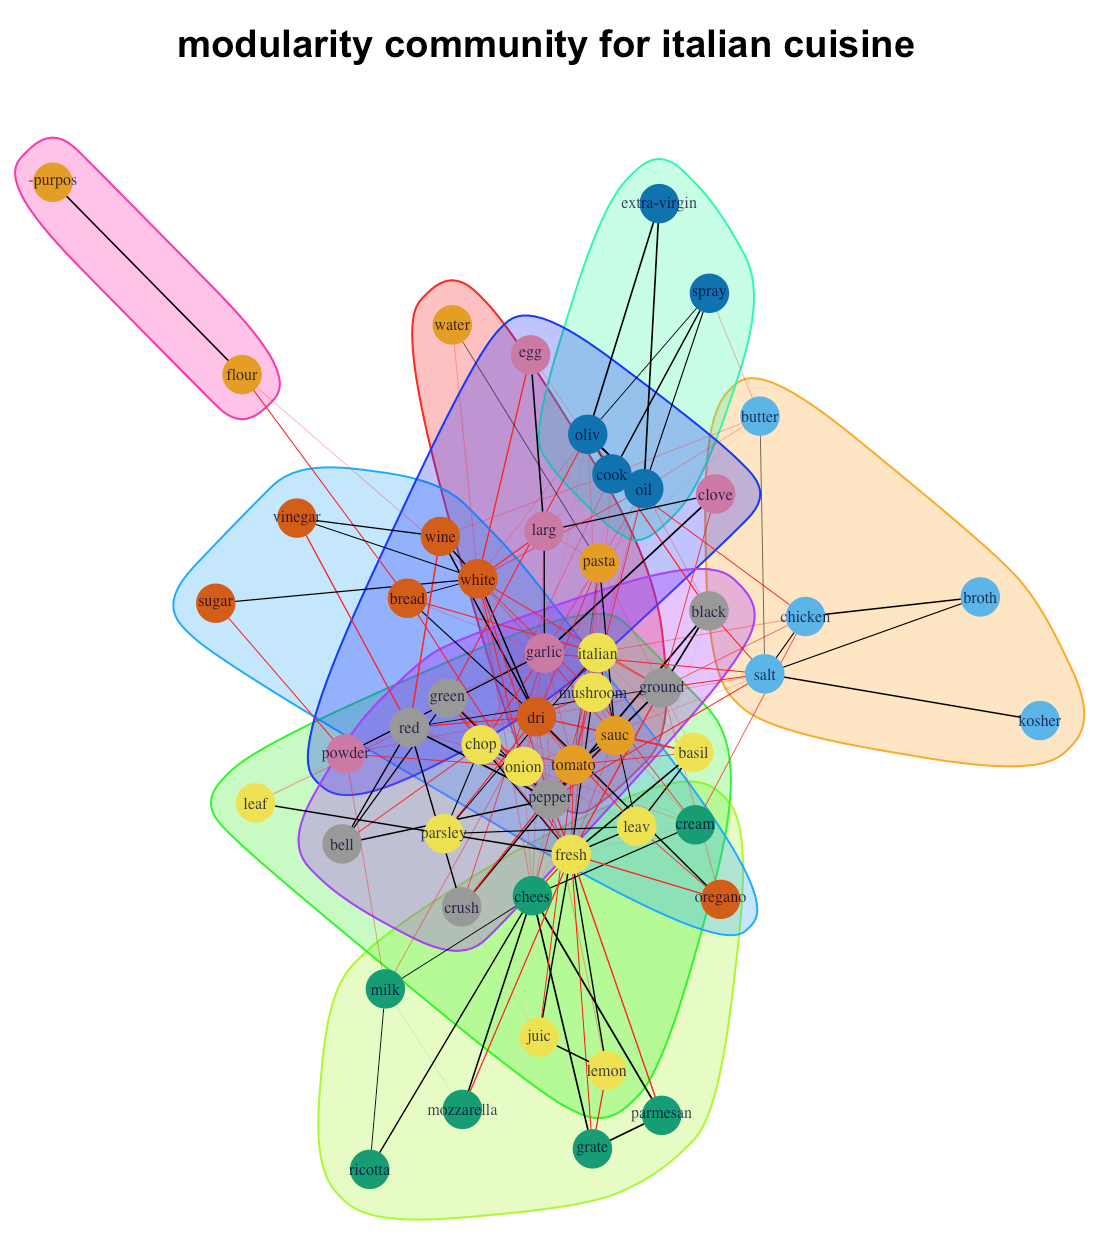 modularity community for italian cuisine
-purpos
extra-virgin
spray
water
egg
flour
butter
oliv
cook
oil
clove
vinegar
larg
wine
pasta
white
bread
sugar
broth
black
chicken
garlic
italian
salt
ground
mushroom
green
dri
kosher
red
sauc
chop
powder
basil
onion
tomato
pepper
leaf
cream
leav
parsley
bell
fresh
chees
oregano
crush
milk
juic
lemon
mozzarella
parmesan
grate
ricotta